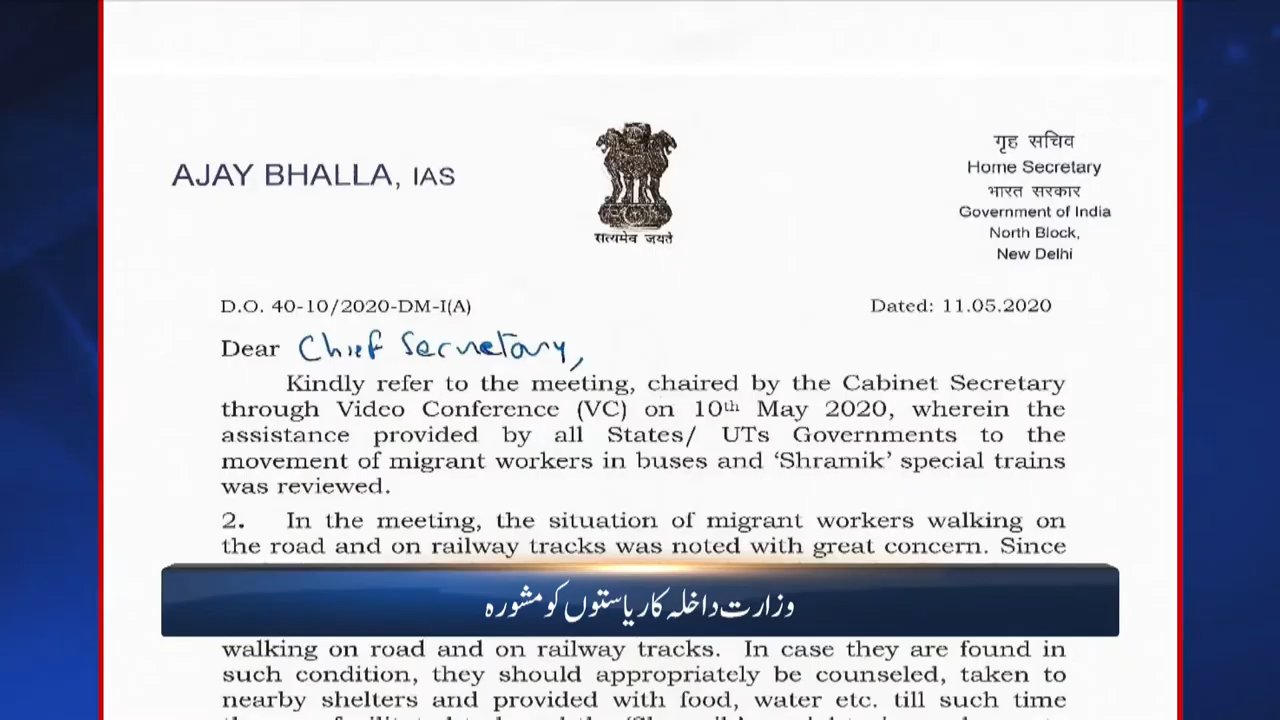 AJAY BHALLA, IAS
सत्यमेव जयते
गृह सचिव
Home Secretary
भारत सरकार
Government of India
North Block,
New Delhi
D.O. 40-10/2020-DM-I(A)
Dated: 11.05.2020
Dear Chief Secretary,
Kindly refer to the meeting, chaired by the Cabinet Secretary
through Video Conference (VC) on 10th May 2020, wherein the
assistance provided by all States/ UTs Governments to the
movement of migrant workers in buses and ‘Shramik’ special trains
was reviewed.
2. In the meeting, the situation of migrant workers walking on
the road and on railway tracks was noted with great concern. Since
وزارت داخلہ کا ریاستوں کو مشورہ
walking on road and on railway tracks. In case they are found in
such condition, they should appropriately be counseled, taken to
nearby shelters and provided with food, water etc. till such time